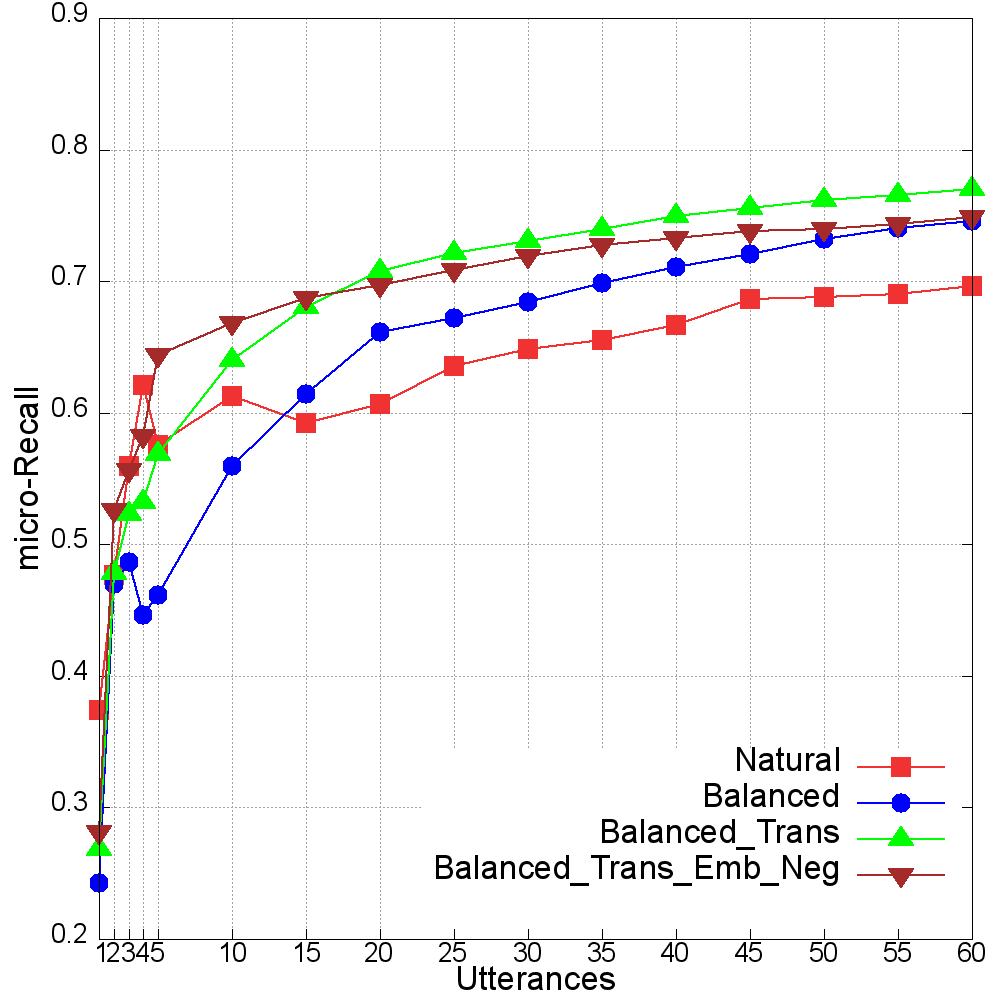 0.9
0.8
0.7
0.6
0.5
0.4
0.3
0.2
micro-Recall
Natural
Balanced
Balanced_Trans
Balanced_Trans_Emb_Neg
1 2 3 4 5 10 15 20 25 30 35 40 45 50 55 60
Utterances